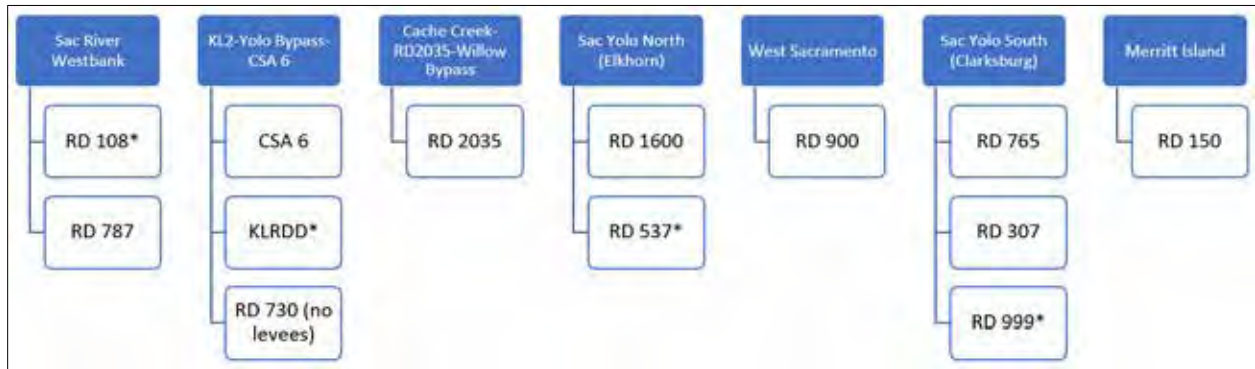 Sac River
Westbank
RD 108*
RD 787
KL2-Yolo Bypass-
CSA 6
CSA 6
KLRDD*
RD 730 (no
levees)
Cache Creek-
RD2035-Willow
Bypass
RD 2035
Sac Yolo North
(Elkhorn)
RD 1600
RD 537*
West Sacramento
RD 900
Sac Yolo South
(Clarksburg)
RD 765
RD 307
RD 999*
Merritt Island
RD 150